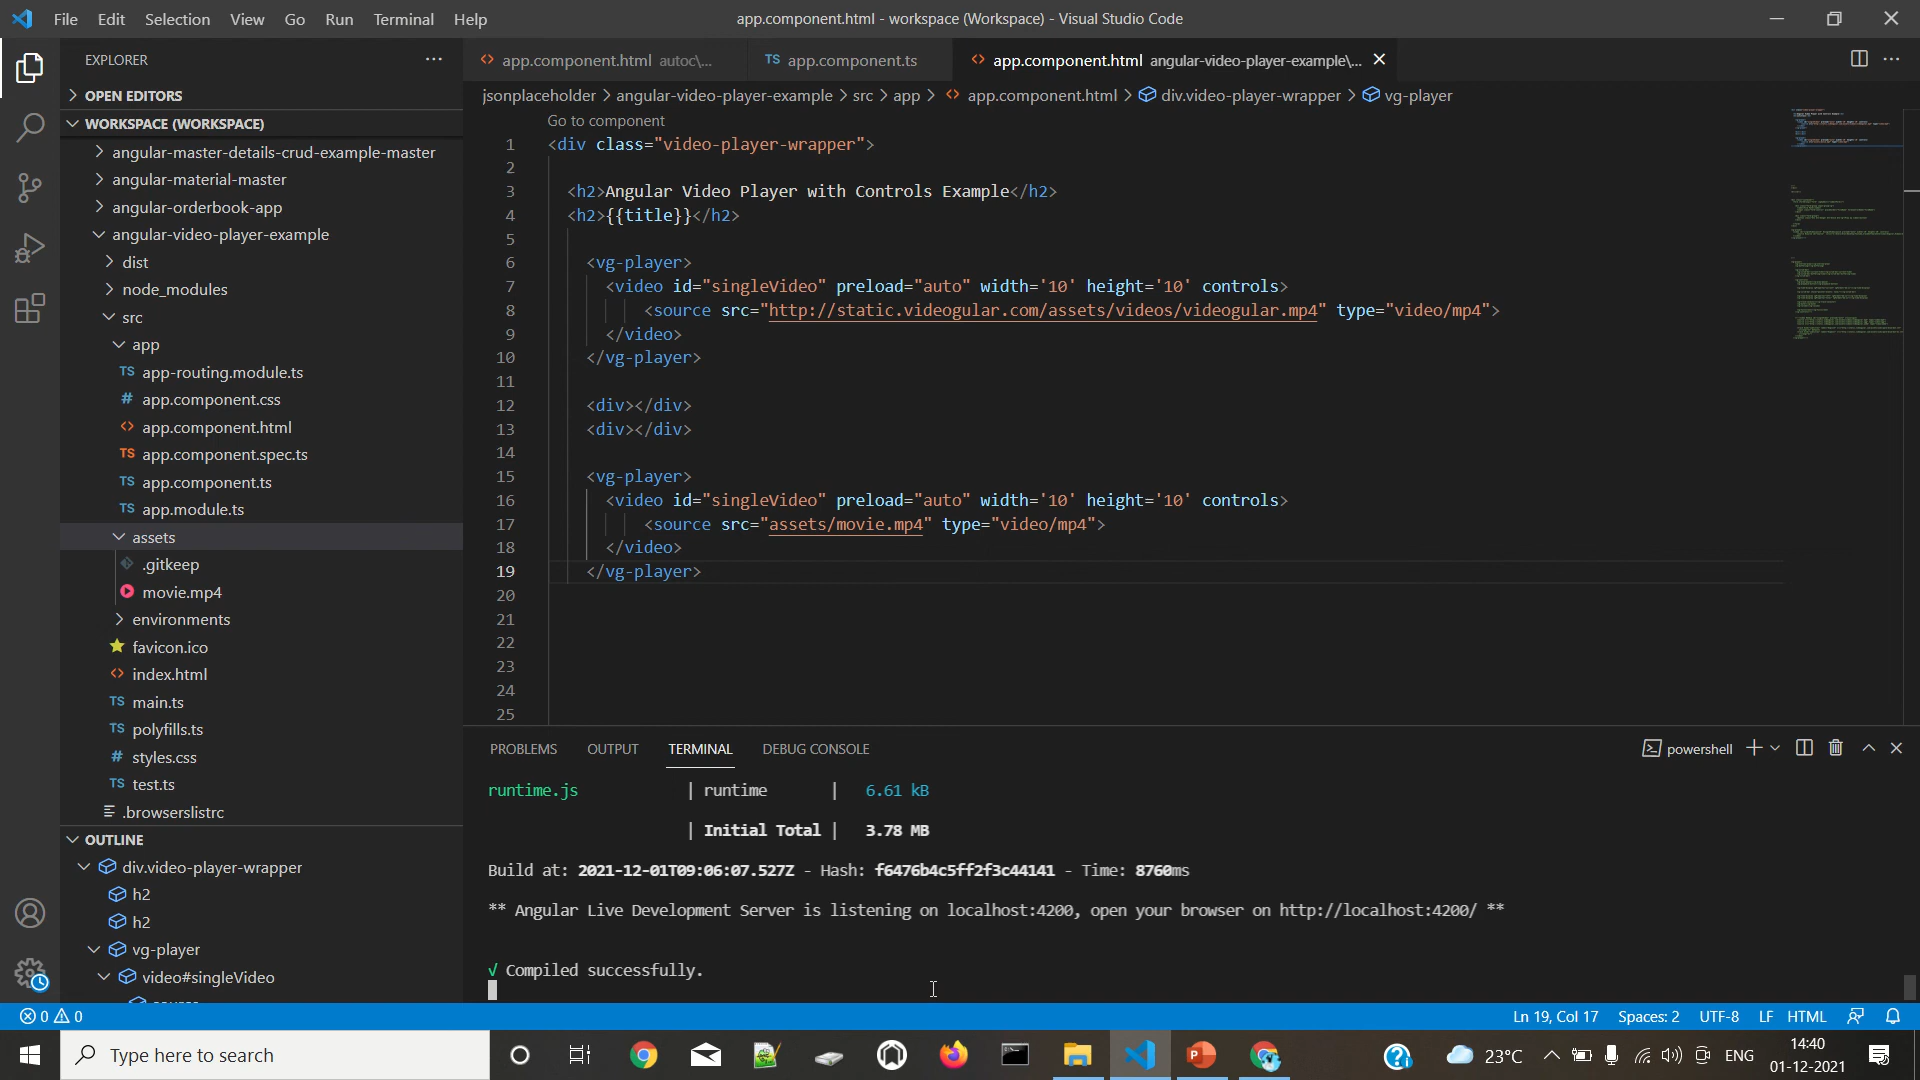 File Edit Selection View Go Run Terminal Help
app.component.html - workspace (Workspace) - Visual Studio Code
EXPLORER
OPEN EDITORS
WORKSPACE (WORKSPACE)
angular-master-details-crud-example-master
angular-material-master
angular-orderbook-app
angular-video-player-example
dist
node_modules
src
app
TS app-routing.module.ts
# app.component.css
<> app.component.html
TS app.component.spec.ts
TS app.component.ts
TS app.module.ts
assets
.gitkeep
movie.mp4
environments
favicon.ico
<> index.html
TS main.ts
TS polyfills.ts
# styles.css
TS test.ts
.browserslistrc
OUTLINE
div.video-player-wrapper
h2
h2
vg-player
video#singleVideo
<> app.component.html autoc\... TS app.component.ts <> app.component.html angular-video-player-example\...
jsonplaceholder > angular-video-player-example > src > app > <> app.component.html > div.video-player-wrapper > vg-player
Go to component
1 <div class="video-player-wrapper">
2
3 <h2>Angular Video Player with Controls Example</h2>
4 <h2>{{title}}</h2>
5
6 <vg-player>
7 <video id="singleVideo" preload="auto" width='10' height='10' controls>
8 <source src="http://static.videogular.com/assets/videos/videogular.mp4" type="video/mp4">
9 </video>
10 </vg-player>
11
12 <div></div>
13 <div></div>
14
15 <vg-player>
16 <video id="singleVideo" preload="auto" width='10' height='10' controls>
17 <source src="assets/movie.mp4" type="video/mp4">
18 </video>
19 </vg-player>
20
21
22
23
24
25
PROBLEMS OUTPUT TERMINAL DEBUG CONSOLE
powershell
runtime.js | runtime | 6.61 kB
| Initial Total | 3.78 MB
Build at: 2021-12-01T09:06:07.527Z - Hash: f6476b4c5ff2f3c44141 - Time: 8760ms
** Angular Live Development Server is listening on localhost:4200, open your browser on http://localhost:4200/ **
√ Compiled successfully.
0 0
Ln 19, Col 17 Spaces: 2 UTF-8 LF HTML
Type here to search
23°C ENG
14:40
01-12-2021